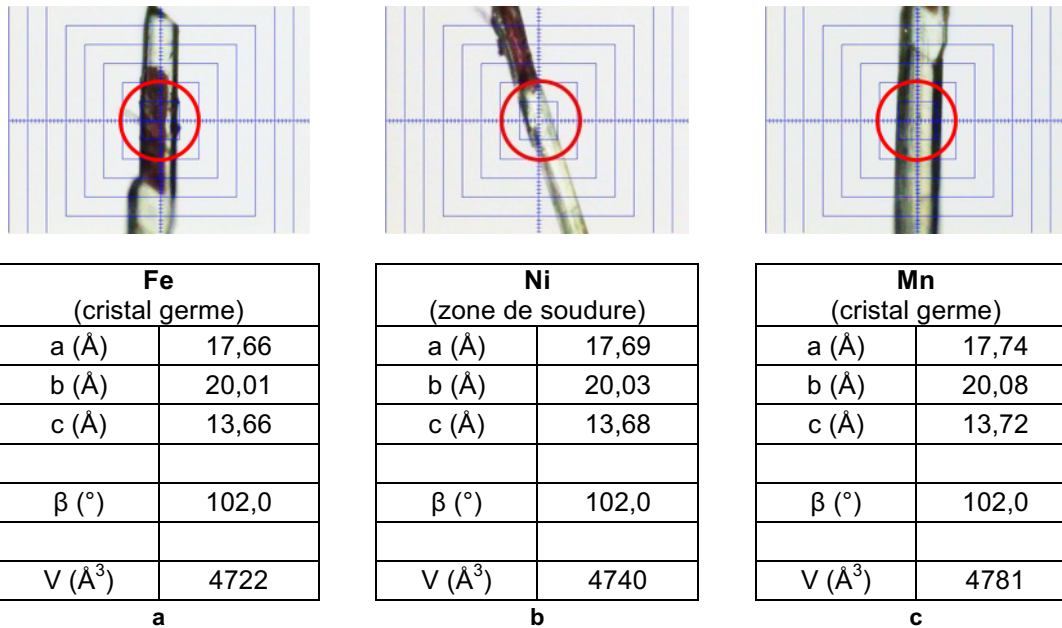 Fe
(cristal germe)
a (Å) 17,66
b (Å) 20,01
c (Å) 13,66
β (°) 102,0
V (Å³) 4722
a
Ni
(zone de soudure)
a (Å) 17,69
b (Å) 20,03
c (Å) 13,68
β (°) 102,0
V (Å³) 4740
b
Mn
(cristal germe)
a (Å) 17,74
b (Å) 20,08
c (Å) 13,72
β (°) 102,0
V (Å³) 4781
c